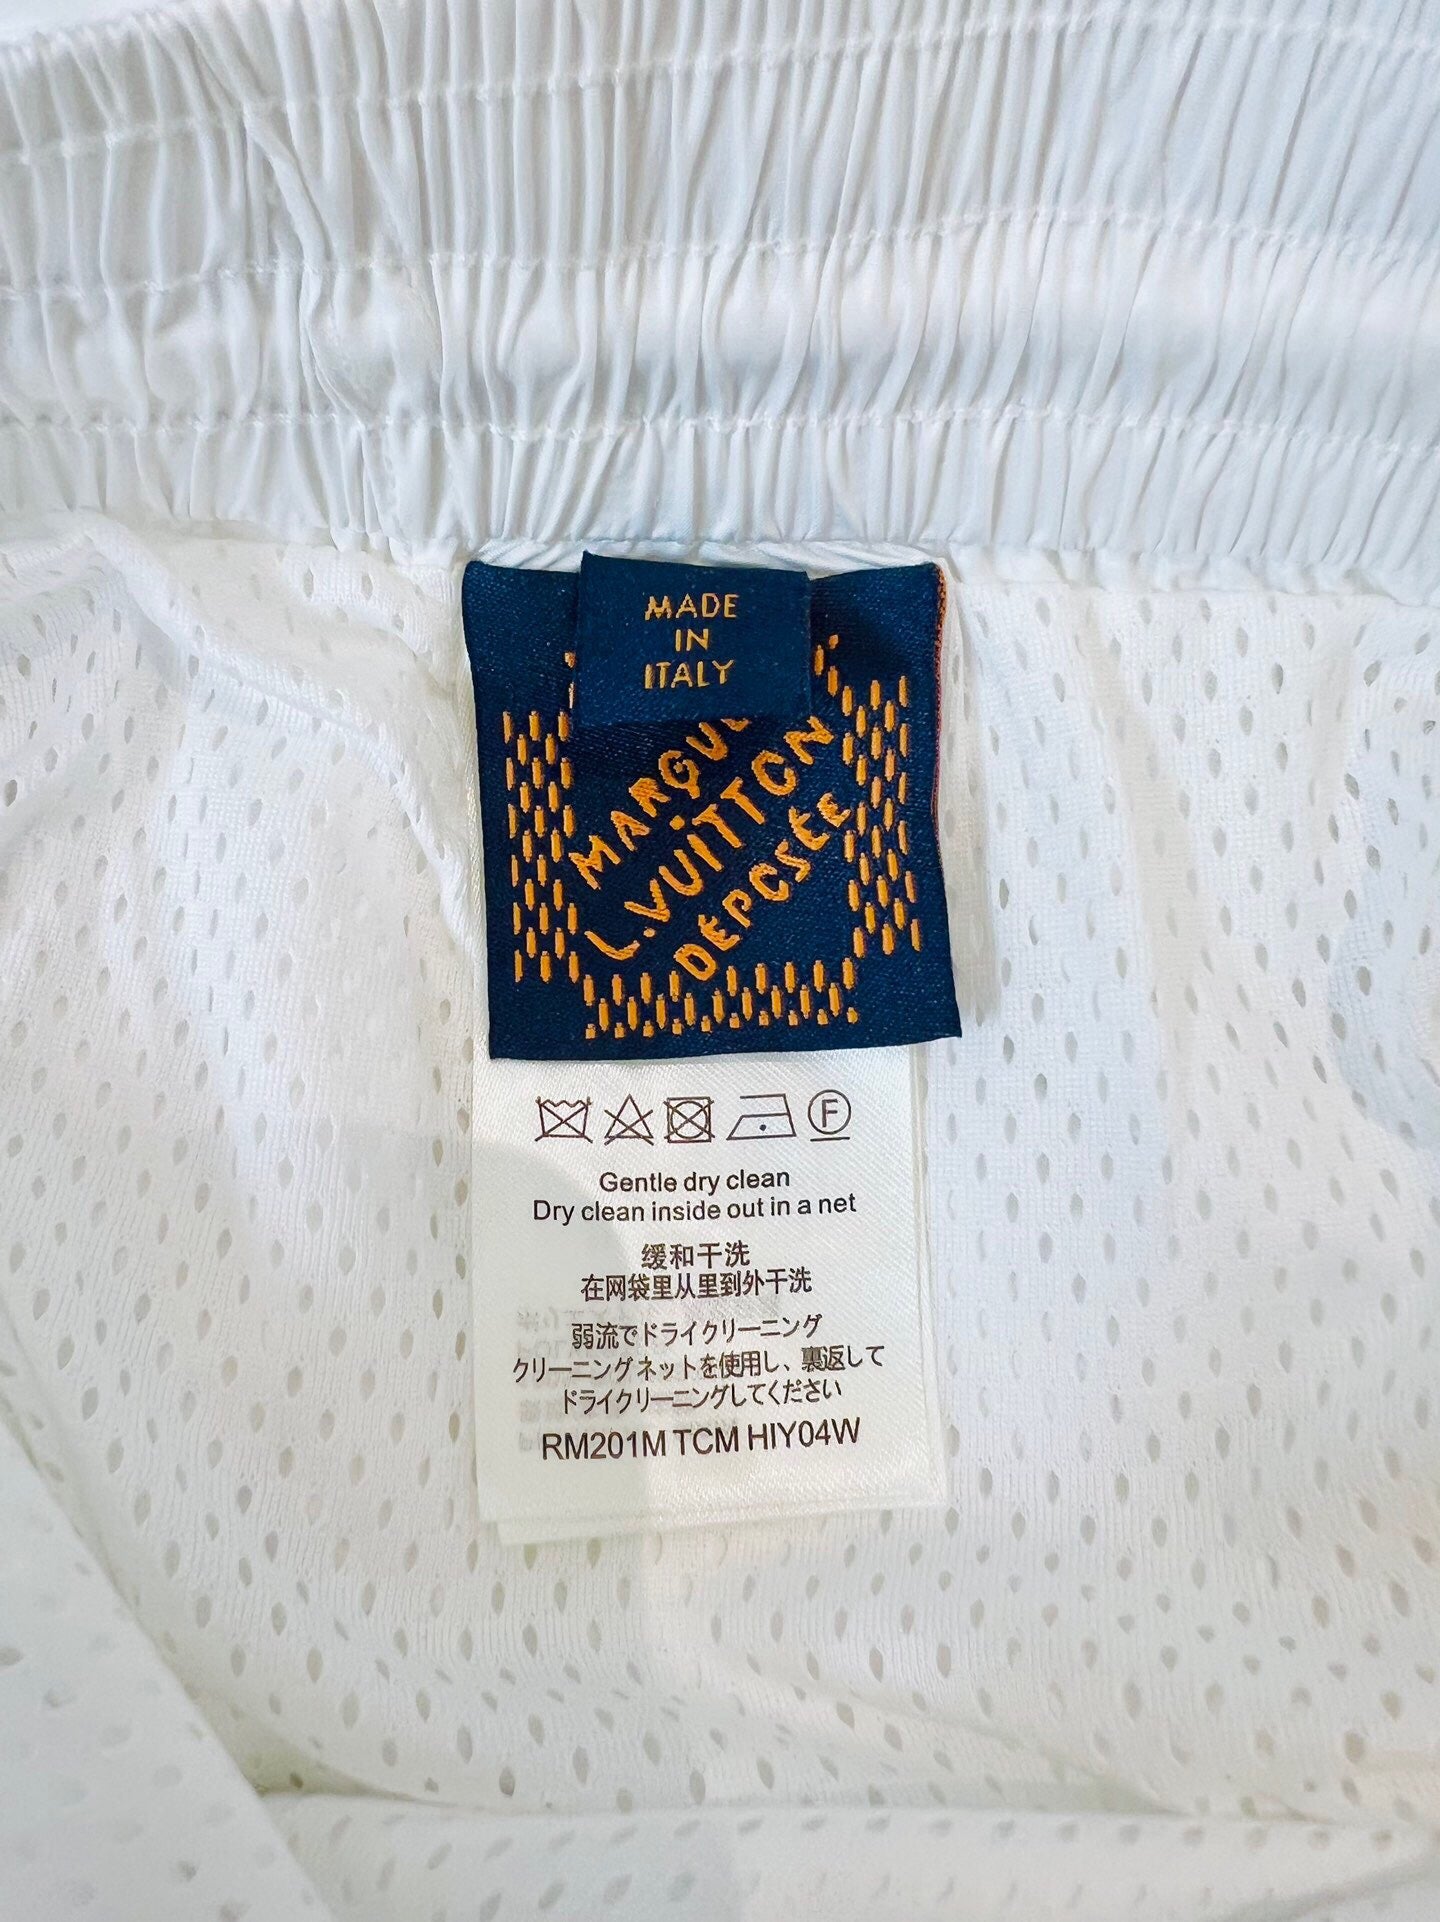 MADE
IN
ITALY
MARQUE
L.VUiTTON
DÉPOSÉE
F
Gentle dry clean
Dry clean inside out in a net
缓和干洗
在网袋里从里到外干洗
弱流でドライクリーニング
クリーニングネットを使用し、裏返して
ドライクリーニングしてください
RM201M TCM HIY04W